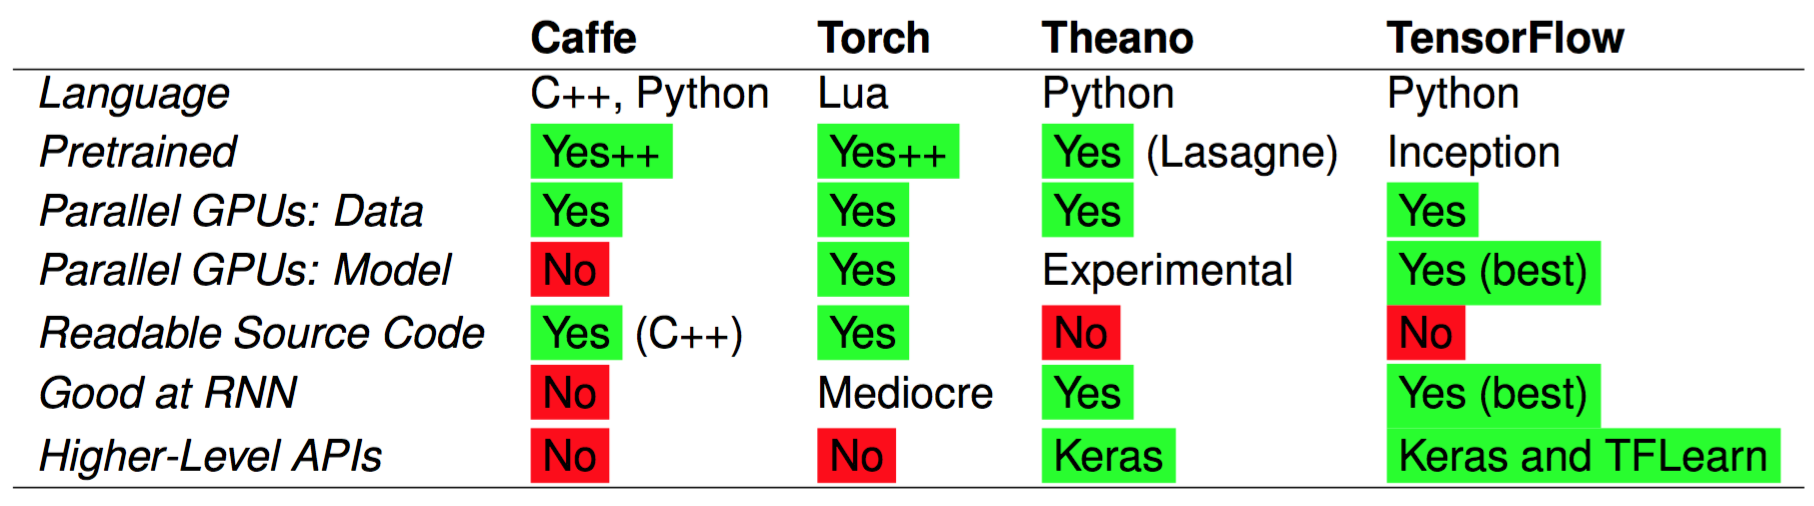 Caffe Torch Theano TensorFlow
Language C++, Python Lua Python Python
Pretrained Yes++ Yes++ Yes (Lasagne) Inception
Parallel GPUs: Data Yes Yes Yes Yes
Parallel GPUs: Model No Yes Experimental Yes (best)
Readable Source Code Yes (C++) Yes No No
Good at RNN No Mediocre Yes Yes (best)
Higher-Level APIs No No Keras Keras and TFLearn